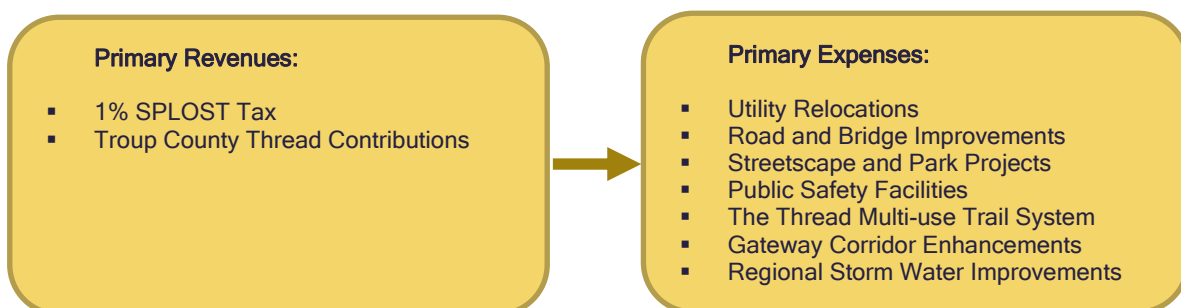 Primary Revenues:
▪ 1% SPLOST Tax
▪ Troup County Thread Contributions
Primary Expenses:
▪ Utility Relocations
▪ Road and Bridge Improvements
▪ Streetscape and Park Projects
▪ Public Safety Facilities
▪ The Thread Multi-use Trail System
▪ Gateway Corridor Enhancements
▪ Regional Storm Water Improvements